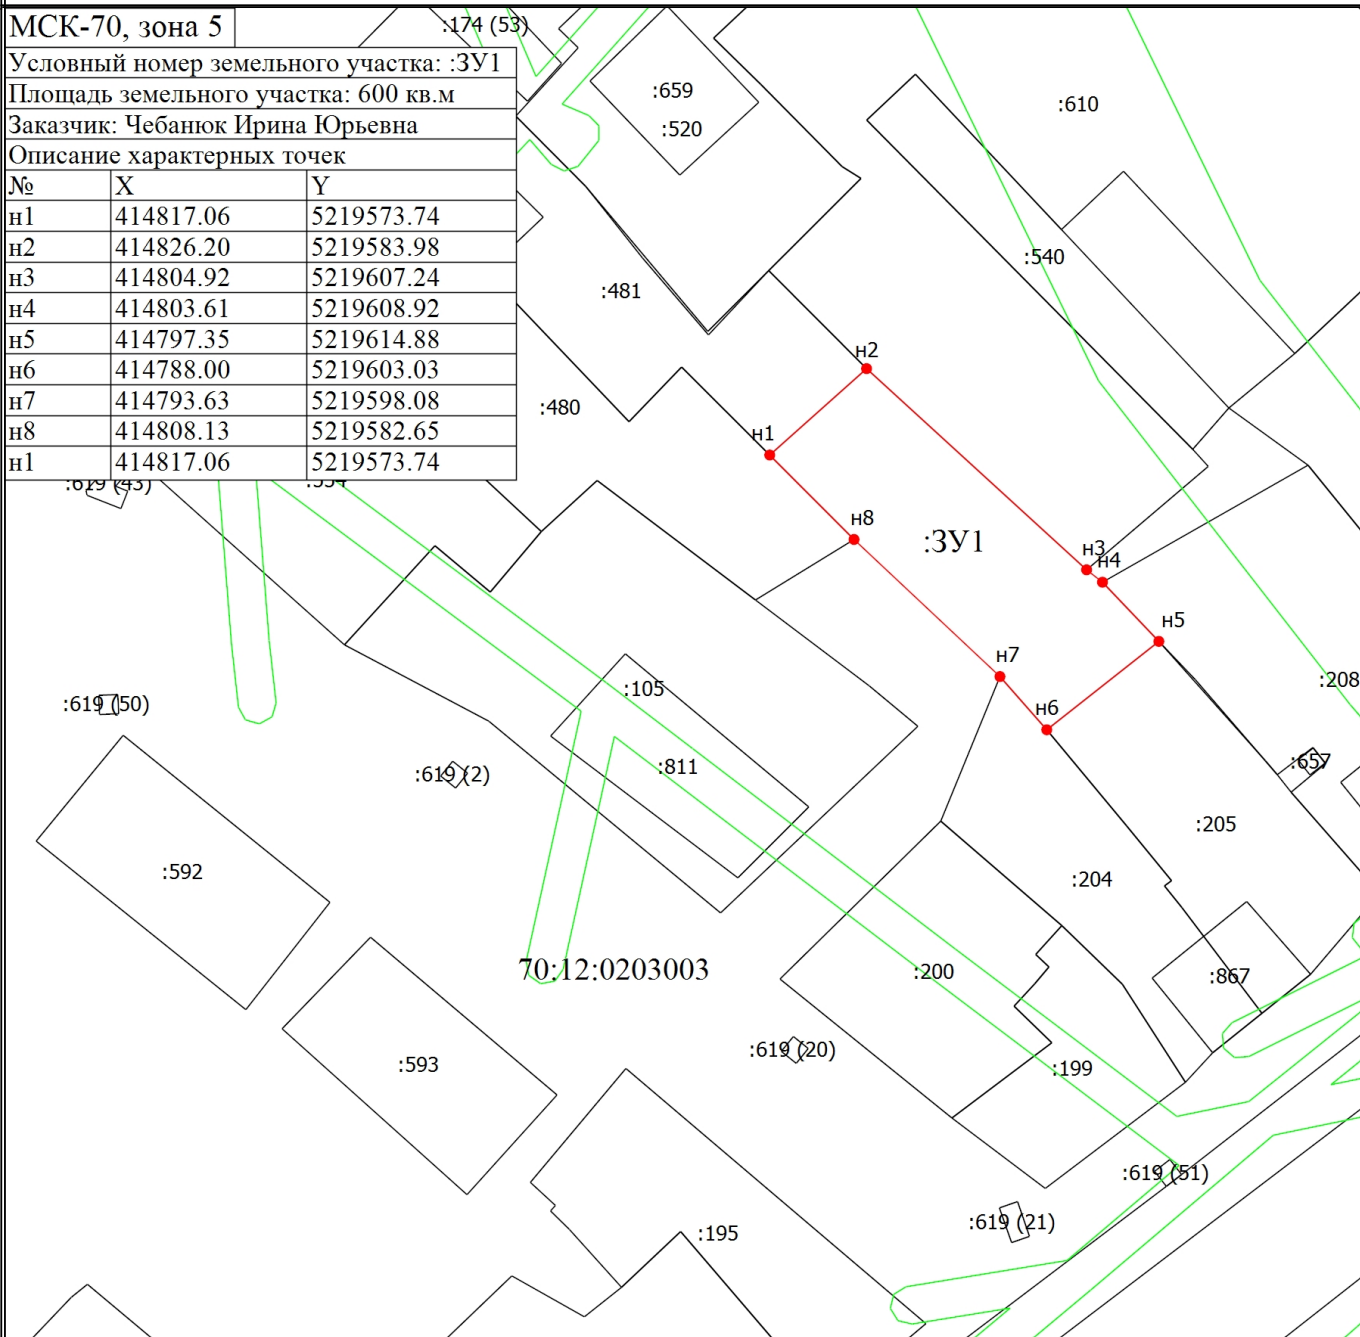 МСК-70, зона 5
Условный номер земельного участка: :ЗУ1
Площадь земельного участка: 600 кв.м
Заказчик: Чебанюк Ирина Юрьевна
Описание характерных точек
№ X Y
н1 414817.06 5219573.74
н2 414826.20 5219583.98
н3 414804.92 5219607.24
н4 414803.61 5219608.92
н5 414797.35 5219614.88
н6 414788.00 5219603.03
н7 414793.63 5219598.08
н8 414808.13 5219582.65
н1 414817.06 5219573.74
:174 (53)
:659
:520
:610
:540
:481
н2
:480
н1
:619 (43)
н8
:ЗУ1
н3
н4
н5
н7
:208
:105
:619 (50)
н6
:811
:619 (2)
:657
:205
:592
:204
70:12:0203003
:200
:867
:619 (20)
:593
:199
:619 (51)
:619 (21)
:195